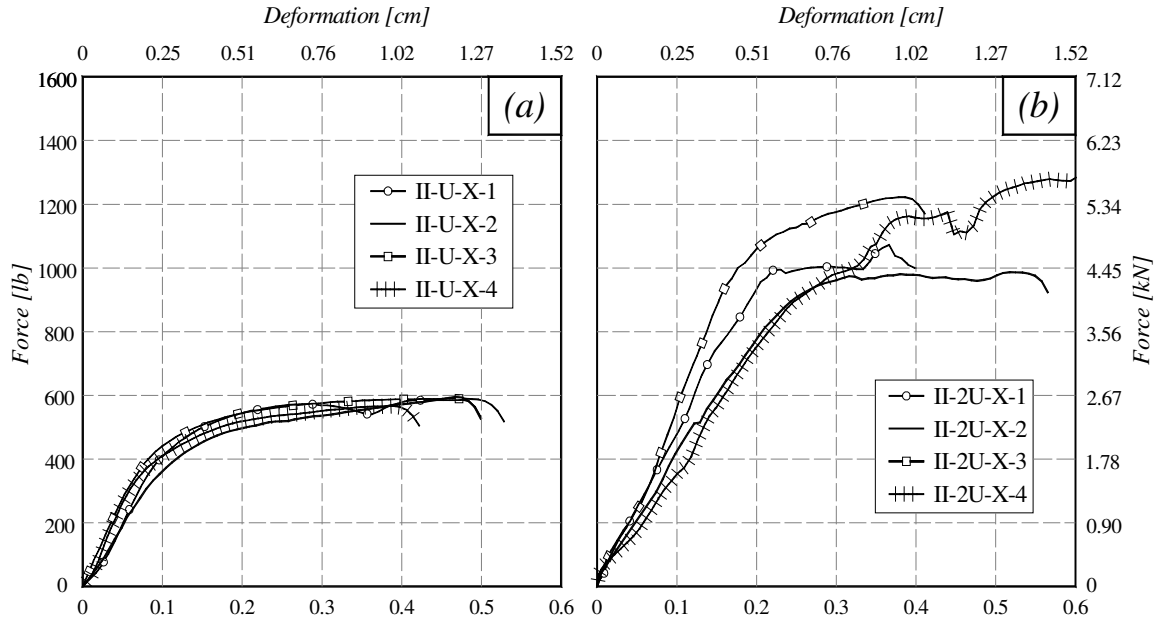 Deformation [cm]
Deformation [cm]
0 0.25 0.51 0.76 1.02 1.27 1.52
0 0.25 0.51 0.76 1.02 1.27 1.52
(a)
(b)
1600
1400
1200
1000
800
600
400
200
0
Force [lb]
II-U-X-1
II-U-X-2
II-U-X-3
II-U-X-4
0 0.1 0.2 0.3 0.4 0.5 0.6
7.12
6.23
5.34
4.45
3.56
2.67
1.78
0.90
0
Force [kN]
II-2U-X-1
II-2U-X-2
II-2U-X-3
II-2U-X-4
0 0.1 0.2 0.3 0.4 0.5 0.6